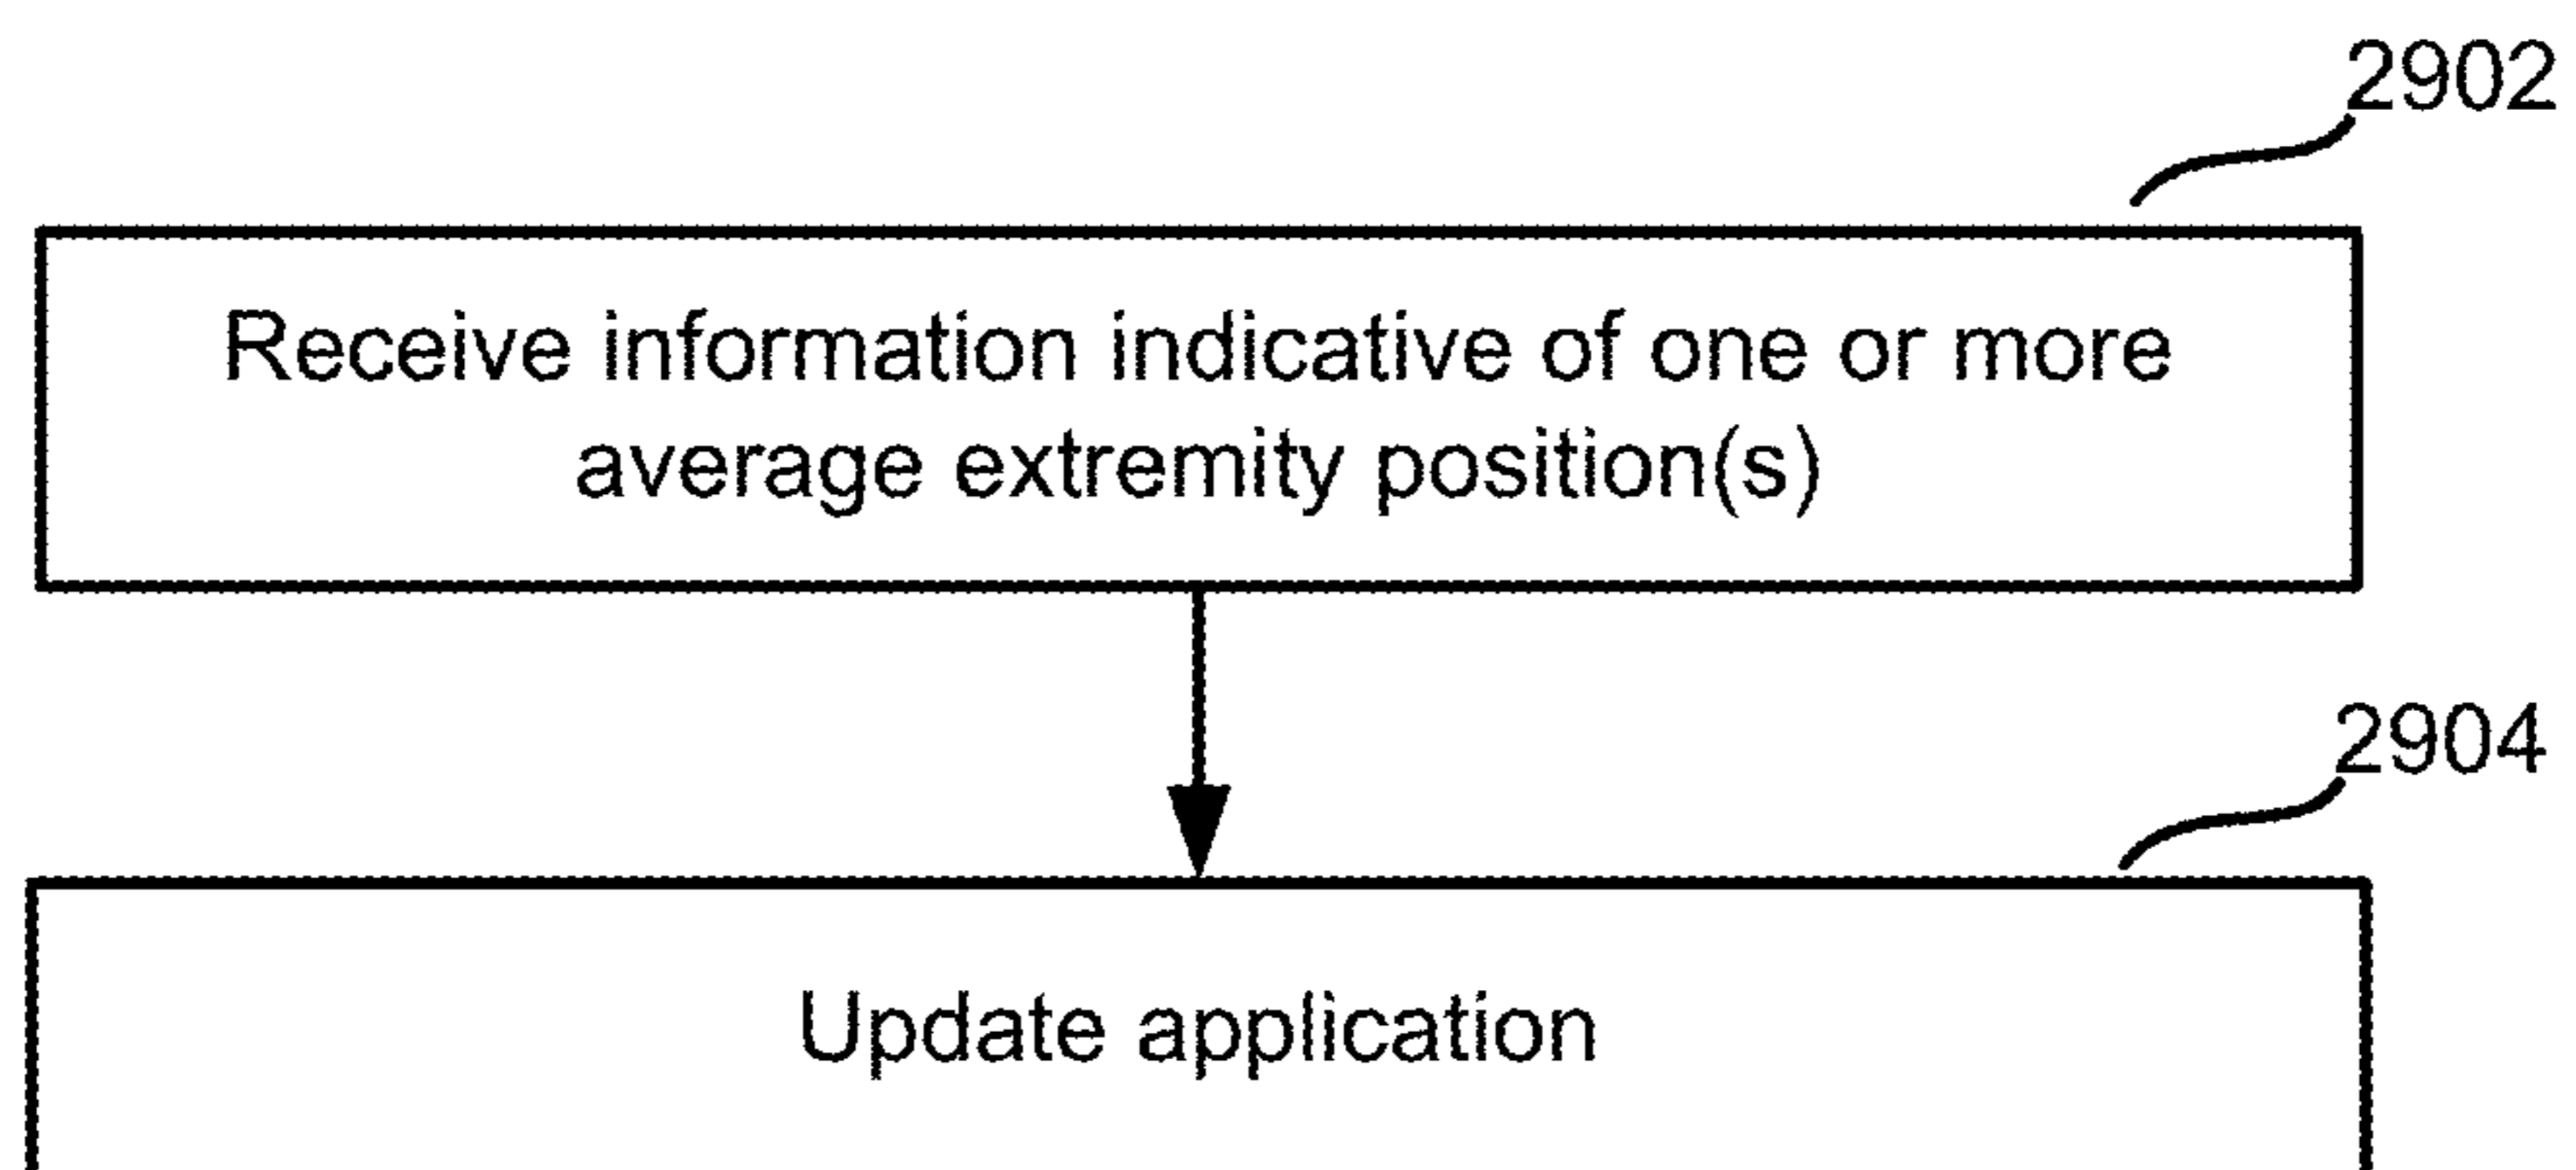 2902
Receive information indicative of one or more
average extremity position(s)
2904
Update application